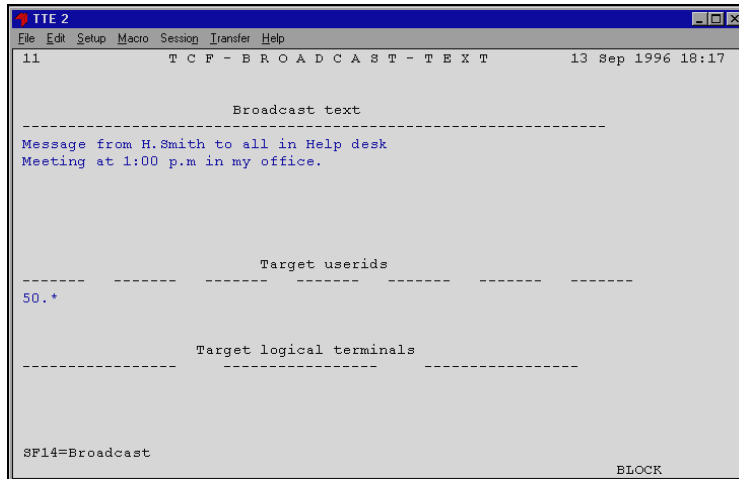 TTE 2
File Edit Setup Macro Session Transfer Help
11 T C F - B R O A D C A S T - T E X T 13 Sep 1996 18:17
Broadcast text
----------------------------------------------------------------
Message from H.Smith to all in Help desk
Meeting at 1:00 p.m in my office.
Target userids
------- ------- ------- ------- ------- ------- -------
50.*
Target logical terminals
----------------- ----------------- -----------------
SF14=Broadcast
BLOCK